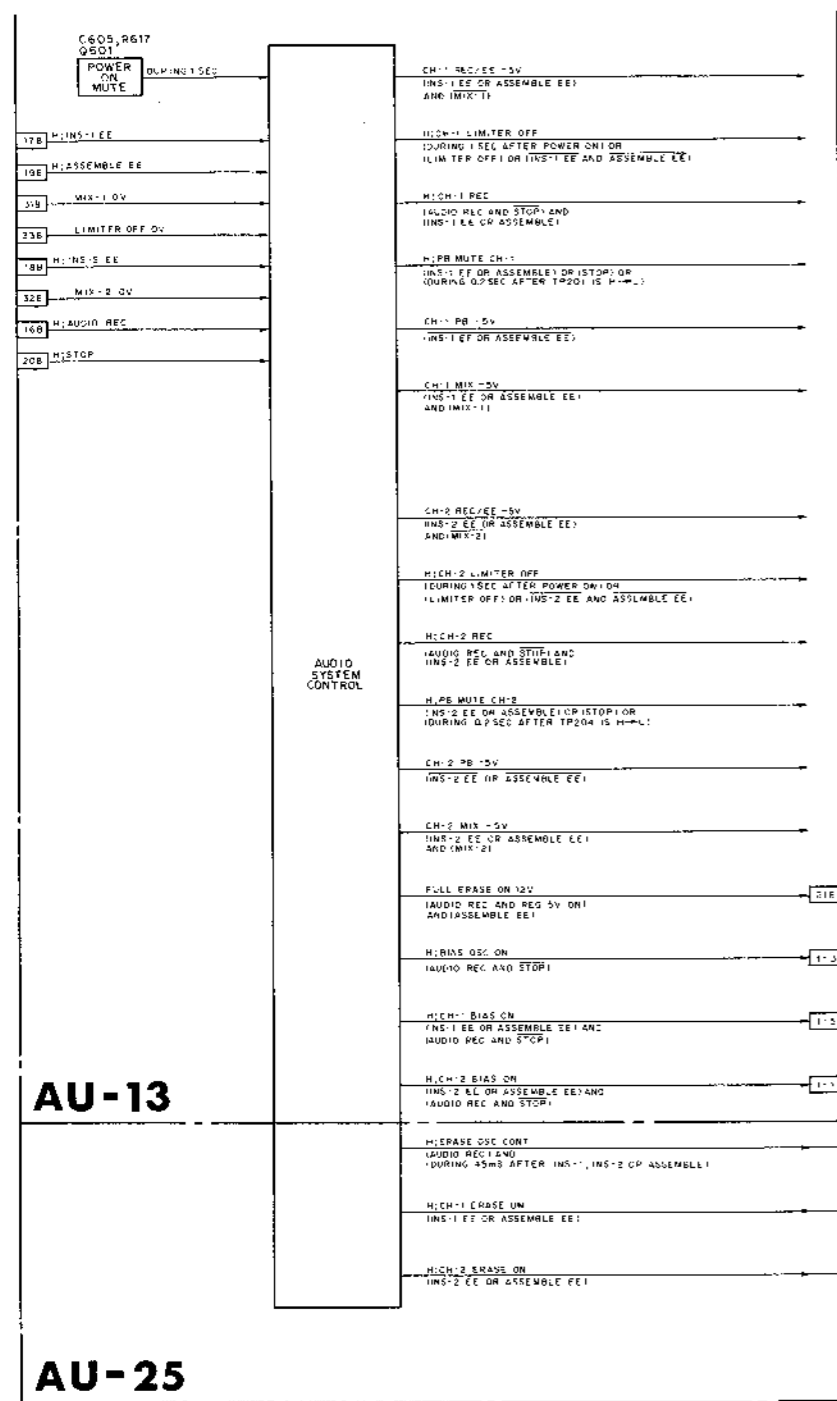 C605, R617
Q601
POWER
ON
MUTE
DURING 1 SEC
17B H;INS-1 EE
19B H;ASSEMBLE EE
31B MIX-1 0V
23B LIMITER OFF 0V
18B H;INS-2 EE
32B MIX-2 0V
16B H;AUDIO REC
20B H;STOP
AUDIO
SYSTEM
CONTROL
CH-1 REC/EE -5V
(INS-1 EE OR ASSEMBLE EE)
AND (MIX-1)
H;CH-1 LIMITER OFF
(DURING 1 SEC AFTER POWER ON) OR
(LIMITER OFF) OR (INS-1 EE AND ASSEMBLE EE)
H;CH-1 REC
(AUDIO REC AND STOP) AND
(INS-1 EE OR ASSEMBLE)
H;PB MUTE CH-1
(INS-1 EE OR ASSEMBLE) OR (STOP) OR
(DURING 0.2SEC AFTER TP201 IS H→L)
CH-1 PB -5V
(INS-1 EE OR ASSEMBLE EE)
CH-1 MIX -5V
(INS-1 EE OR ASSEMBLE EE)
AND (MIX-1)
CH-2 REC/EE -5V
(INS-2 EE OR ASSEMBLE EE)
AND (MIX-2)
H;CH-2 LIMITER OFF
(DURING 1 SEC AFTER POWER ON) OR
(LIMITER OFF) OR (INS-2 EE AND ASSEMBLE EE)
H;CH-2 REC
(AUDIO REC AND STOP) AND
(INS-2 EE OR ASSEMBLE)
H;PB MUTE CH-2
(INS-2 EE OR ASSEMBLE) OR (STOP) OR
(DURING 0.2SEC AFTER TP204 IS H→L)
CH-2 PB -5V
(INS-2 EE OR ASSEMBLE EE)
CH-2 MIX -5V
(INS-2 EE OR ASSEMBLE EE)
AND (MIX-2)
FULL ERASE ON 12V
(AUDIO REC AND REG 5V ON)
AND (ASSEMBLE EE)
21B
H;BIAS OSC ON
(AUDIO REC AND STOP)
H;CH-1 BIAS ON
(INS-1 EE OR ASSEMBLE EE) AND
(AUDIO REC AND STOP)
H;CH-2 BIAS ON
(INS-2 EE OR ASSEMBLE EE) AND
(AUDIO REC AND STOP)
AU-13
H;ERASE OSC CONT
(AUDIO REC) AND
(DURING 45mS AFTER INS-1, INS-2 OR ASSEMBLE)
H;CH-1 ERASE ON
(INS-1 EE OR ASSEMBLE EE)
H;CH-2 ERASE ON
(INS-2 EE OR ASSEMBLE EE)
AU-25